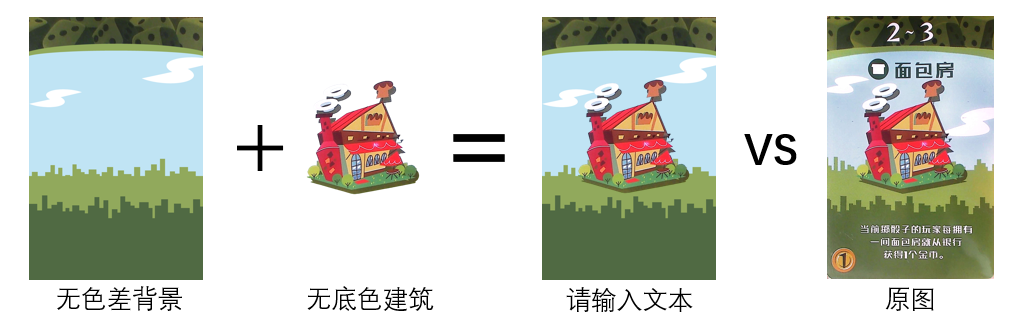 +
=
vs
2~3
面包房
当前掷骰子的玩家每拥有
一间面包房就从银行
获得1个金币。
1
无色差背景
无底色建筑
请输入文本
原图